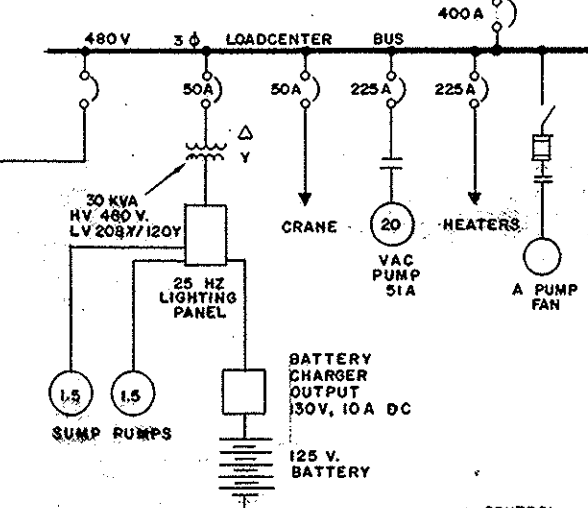 400A
480V 3ϕ LOADCENTER BUS
50A 50A 225A 225A
Δ
Y
30 KVA
HV 480 V.
LV 208Y/120Y
CRANE
20
HEATERS
VAC
PUMP
51A
A PUMP
FAN
25 HZ
LIGHTING
PANEL
1.5 1.5
SUMP PUMPS
BATTERY
CHARGER
OUTPUT
130V, 10A DC
125 V.
BATTERY